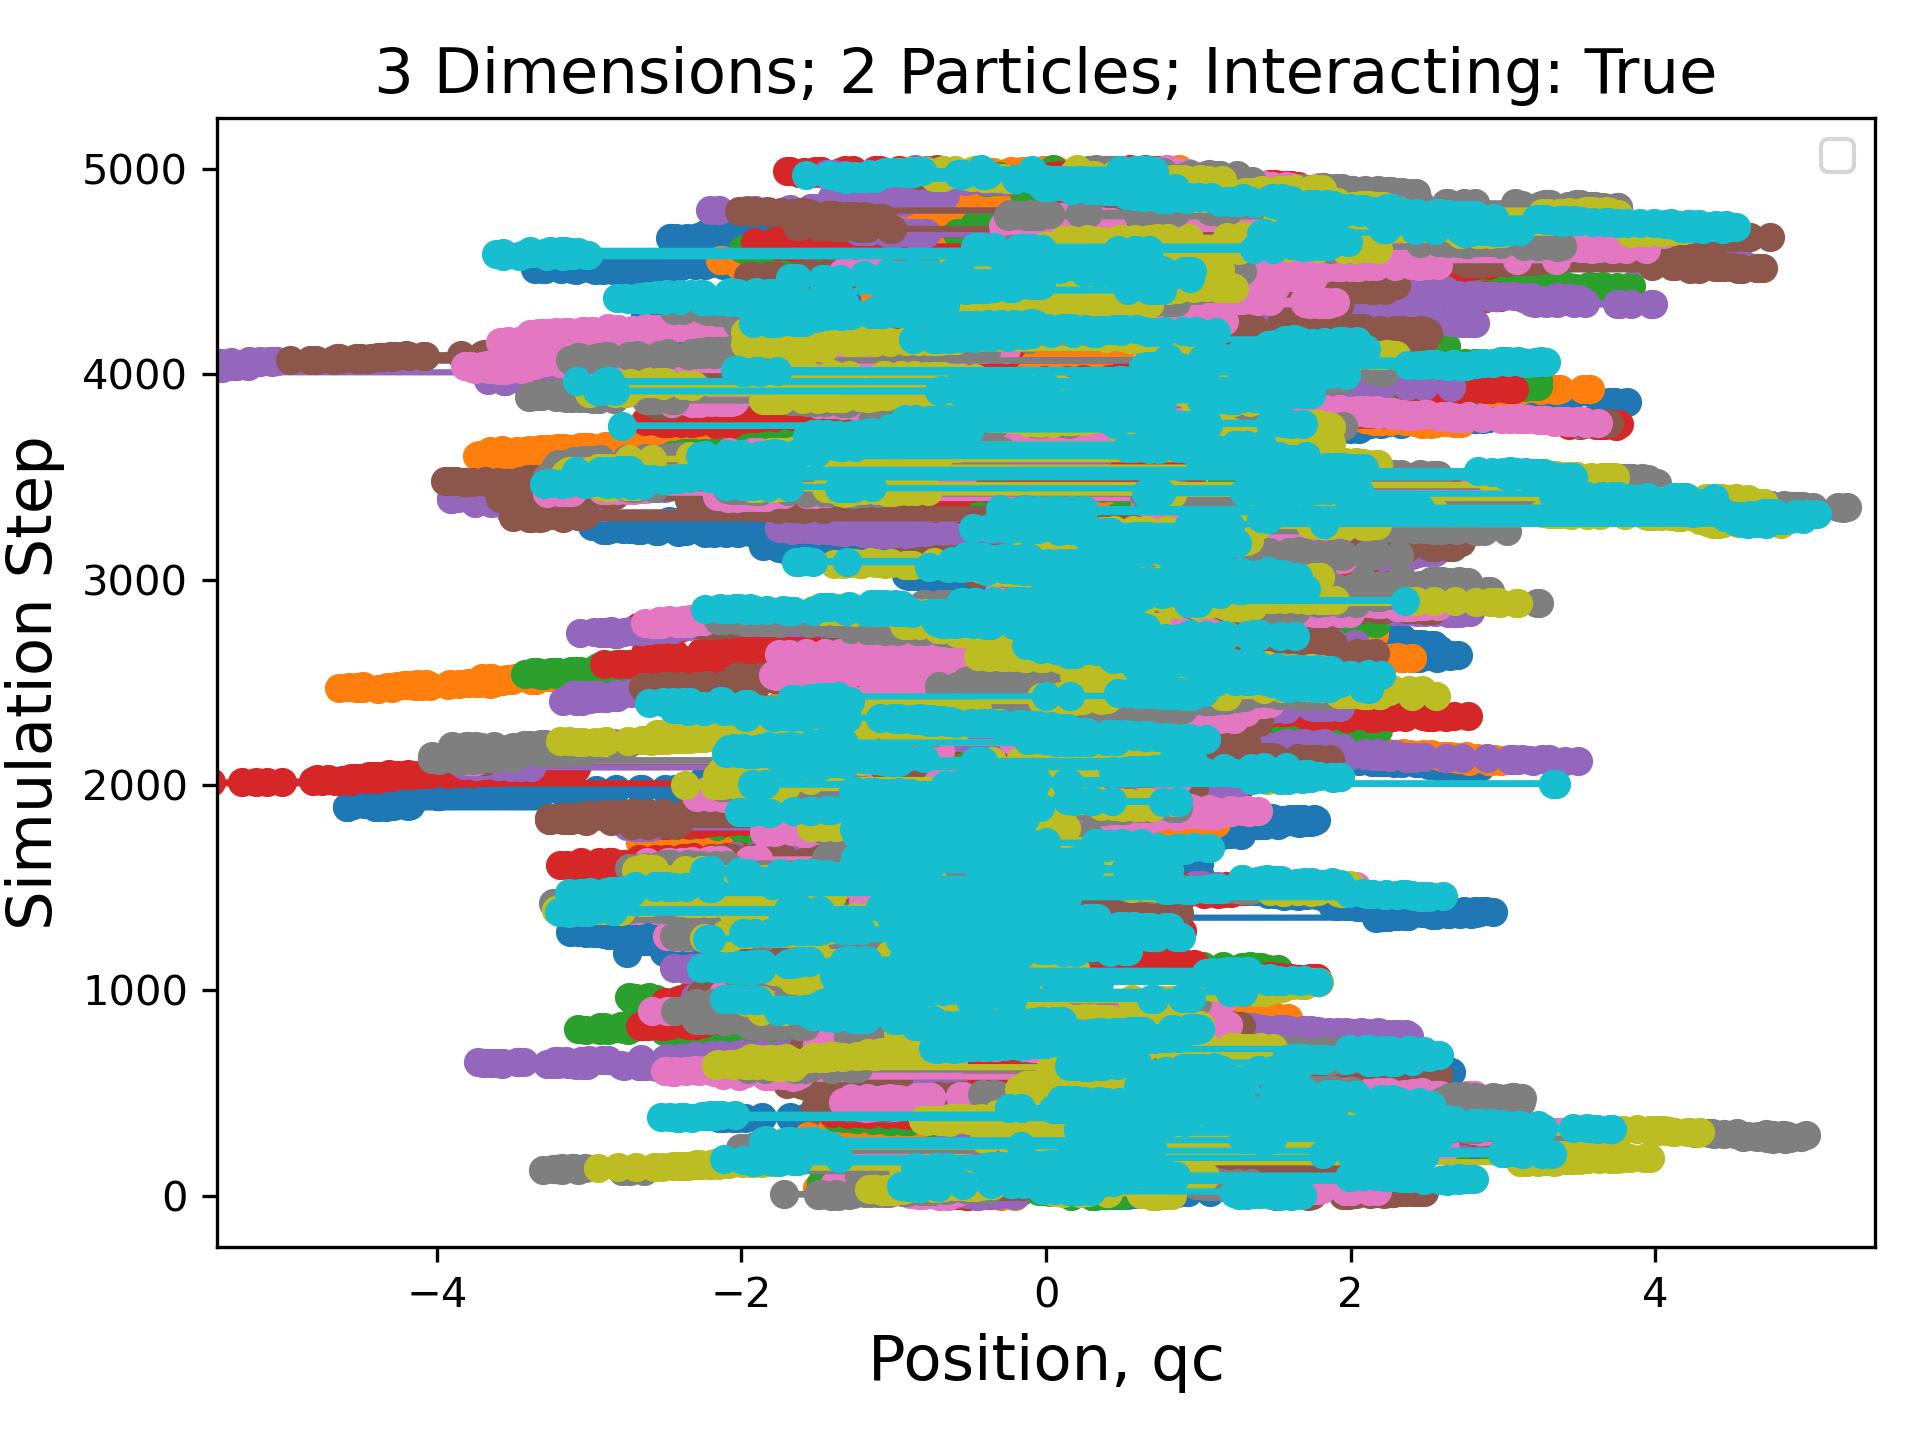 3 Dimensions; 2 Particles; Interacting: True
5000
4000
3000
2000
1000
0
Simulation Step
−4 −2 0 2 4
Position, qc